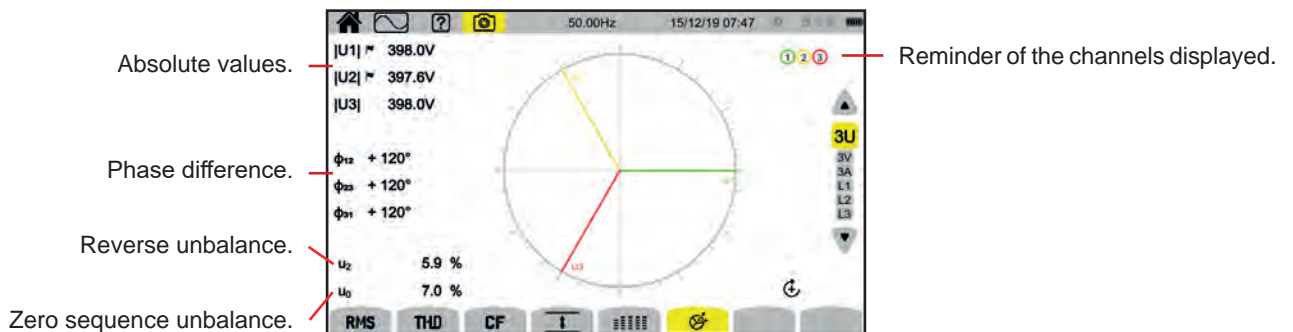 ? 50.00Hz 15/12/19 07:47
|U1| 398.0V
|U2| 397.6V
|U3| 398.0V
Absolute values.
1 2 3
Reminder of the channels displayed.
3U
3V
3A
L1
L2
L3
Phase difference.
ϕ12 + 120°
ϕ23 + 120°
ϕ31 + 120°
U3
Reverse unbalance.
u2 5.9 %
Zero sequence unbalance.
u0 7.0 %
RMS THD CF